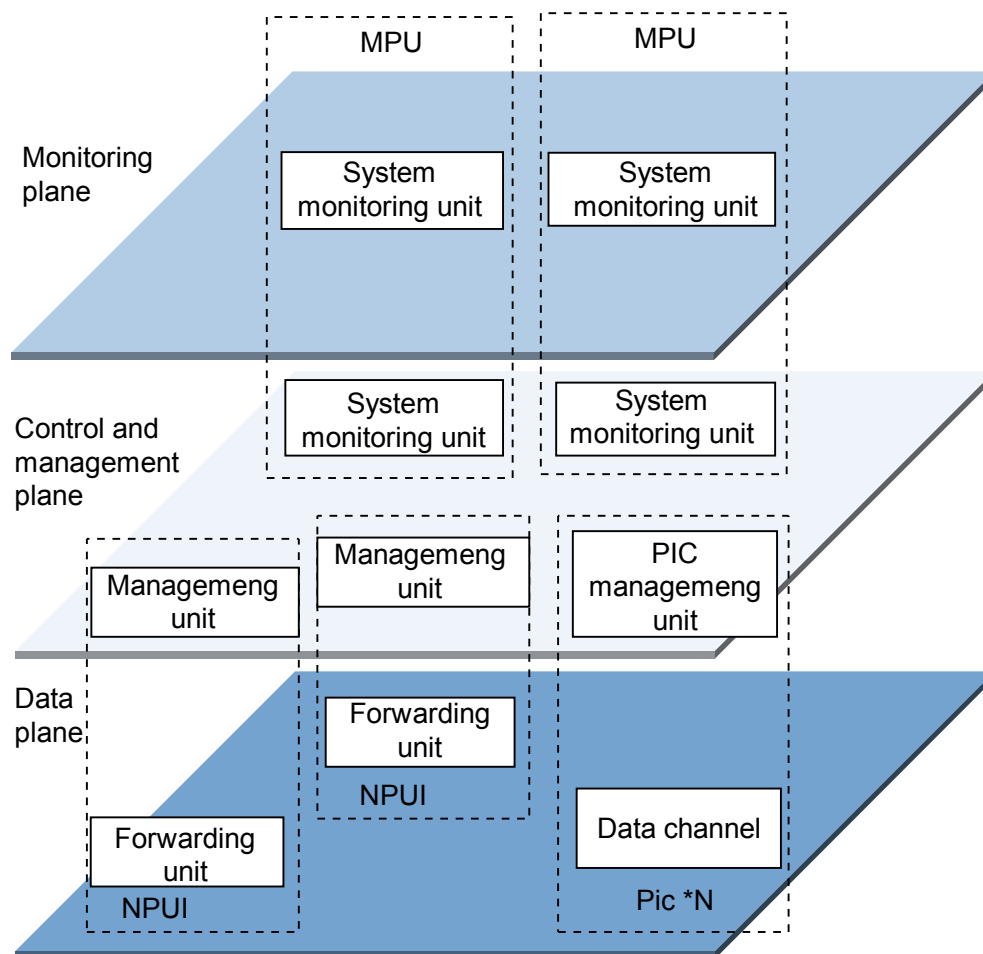 MPU
MPU
Monitoring
plane
System
monitoring unit
System
monitoring unit
Control and
management
plane
System
monitoring unit
System
monitoring unit
Managemeng
unit
Managemeng
unit
PIC
managemeng
unit
Data
plane
Forwarding
unit
NPUI
Forwarding
unit
NPUI
Data channel
Pic *N